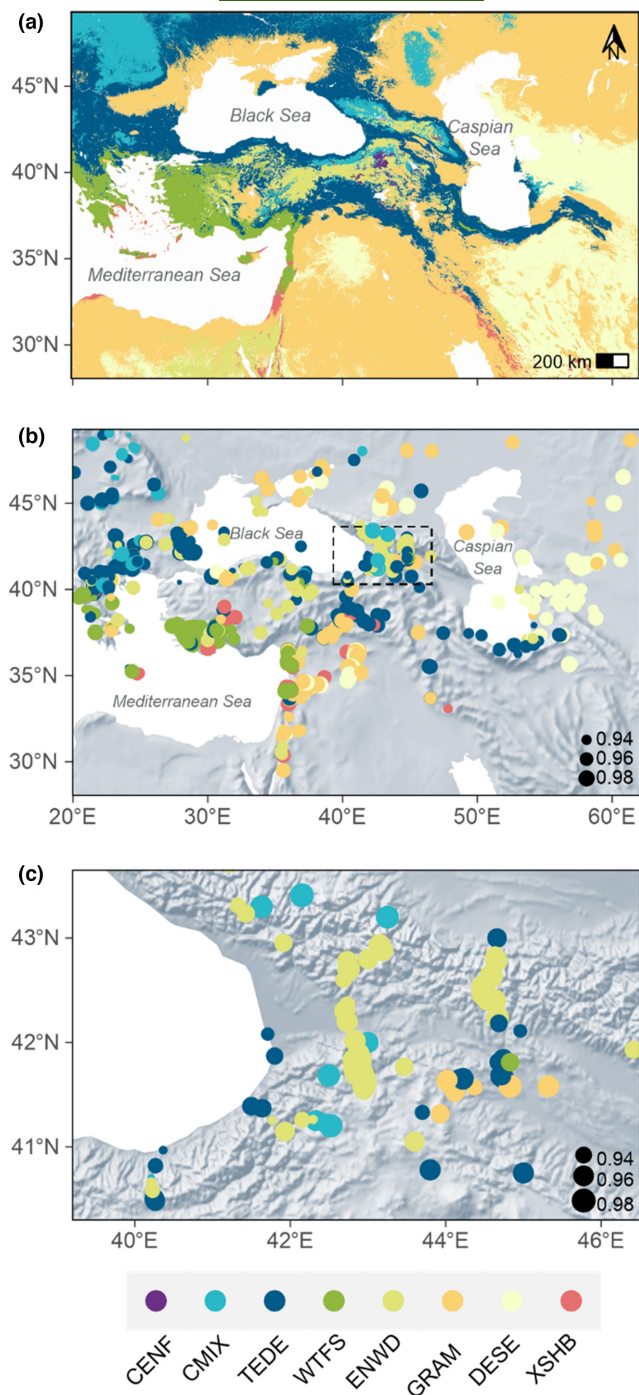 (a)
N
45°N
Black Sea
Caspian
Sea
40°N
35°N
Mediterranean Sea
30°N
200 km
(b)
45°N
Black Sea
Caspian
Sea
40°N
35°N
Mediterranean Sea
0.94
0.96
0.98
30°N
20°E 30°E 40°E 50°E 60°E
(c)
43°N
42°N
41°N
0.94
0.96
0.98
40°E 42°E 44°E 46°E
CENF CMIX TEDE WTFS ENWD GRAM DESE XSHB